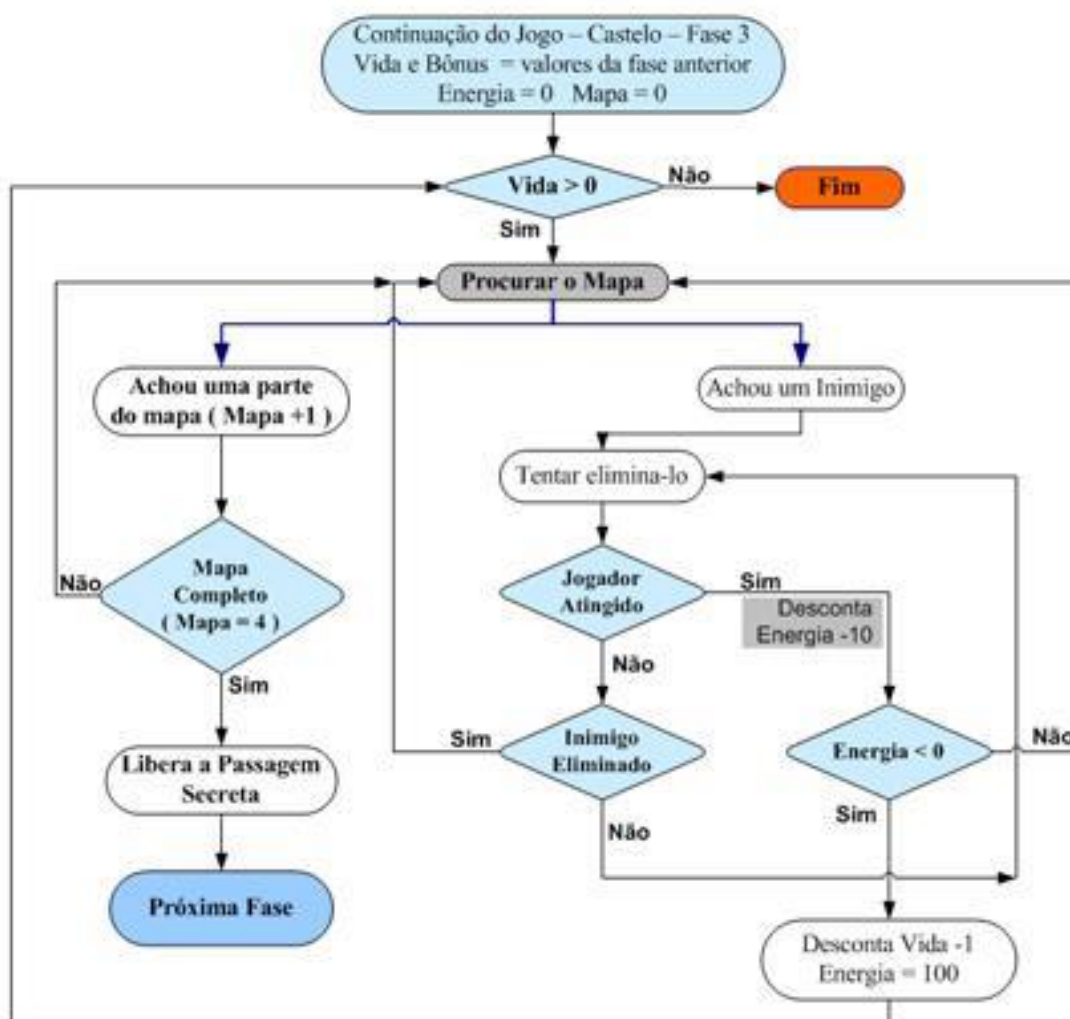 Continuação do Jogo – Castelo – Fase 3
Vida e Bônus = valores da fase anterior
Energia = 0 Mapa = 0
Vida > 0
Não
Fim
Sim
Procurar o Mapa
Achou uma parte
do mapa ( Mapa +1 )
Achou um Inimigo
Tentar elimina-lo
Mapa
Completo
( Mapa = 4 )
Não
Sim
Jogador
Atingido
Sim
Desconta
Energia -10
Não
Inimigo
Eliminado
Sim
Não
Energia < 0
Não
Sim
Libera a Passagem
Secreta
Próxima Fase
Desconta Vida -1
Energia = 100